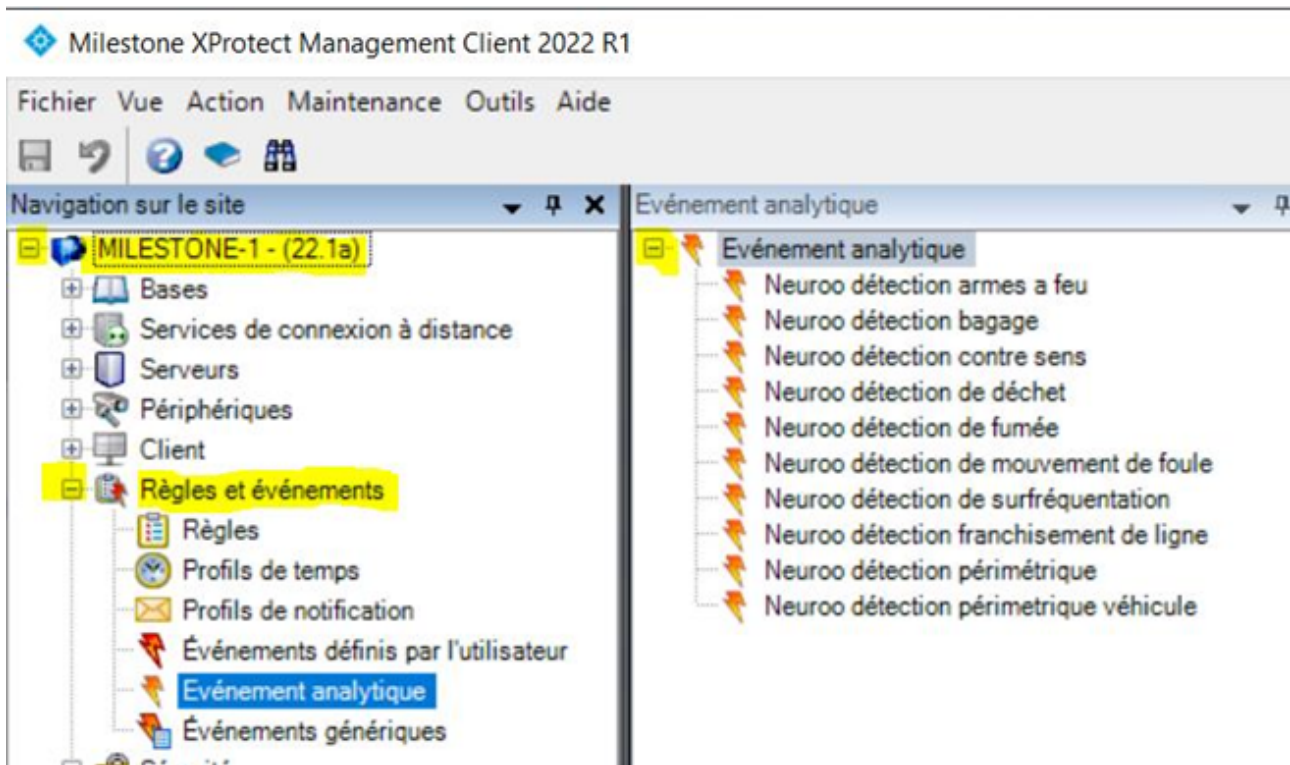 Milestone XProtect Management Client 2022 R1
Fichier Vue Action Maintenance Outils Aide
Navigation sur le site
MILESTONE-1 - (22.1a)
Bases
Services de connexion à distance
Serveurs
Périphériques
Client
Règles et événements
Règles
Profils de temps
Profils de notification
Événements définis par l'utilisateur
Evénement analytique
Événements génériques
Evénement analytique
Evénement analytique
Neuroo détection armes a feu
Neuroo détection bagage
Neuroo détection contre sens
Neuroo détection de déchet
Neuroo détection de fumée
Neuroo détection de mouvement de foule
Neuroo détection de surfréquentation
Neuroo détection franchisement de ligne
Neuroo détection périmétrique
Neuroo détection périmetrique véhicule